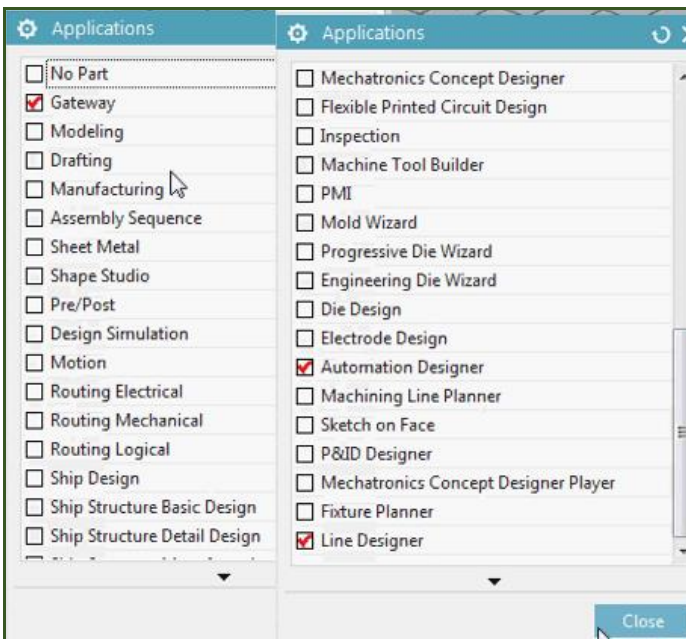 Applications
No Part
Gateway
Modeling
Drafting
Manufacturing
Assembly Sequence
Sheet Metal
Shape Studio
Pre/Post
Design Simulation
Motion
Routing Electrical
Routing Mechanical
Routing Logical
Ship Design
Ship Structure Basic Design
Ship Structure Detail Design
Applications
Mechatronics Concept Designer
Flexible Printed Circuit Design
Inspection
Machine Tool Builder
PMI
Mold Wizard
Progressive Die Wizard
Engineering Die Wizard
Die Design
Electrode Design
Automation Designer
Machining Line Planner
Sketch on Face
P&ID Designer
Mechatronics Concept Designer Player
Fixture Planner
Line Designer
Close